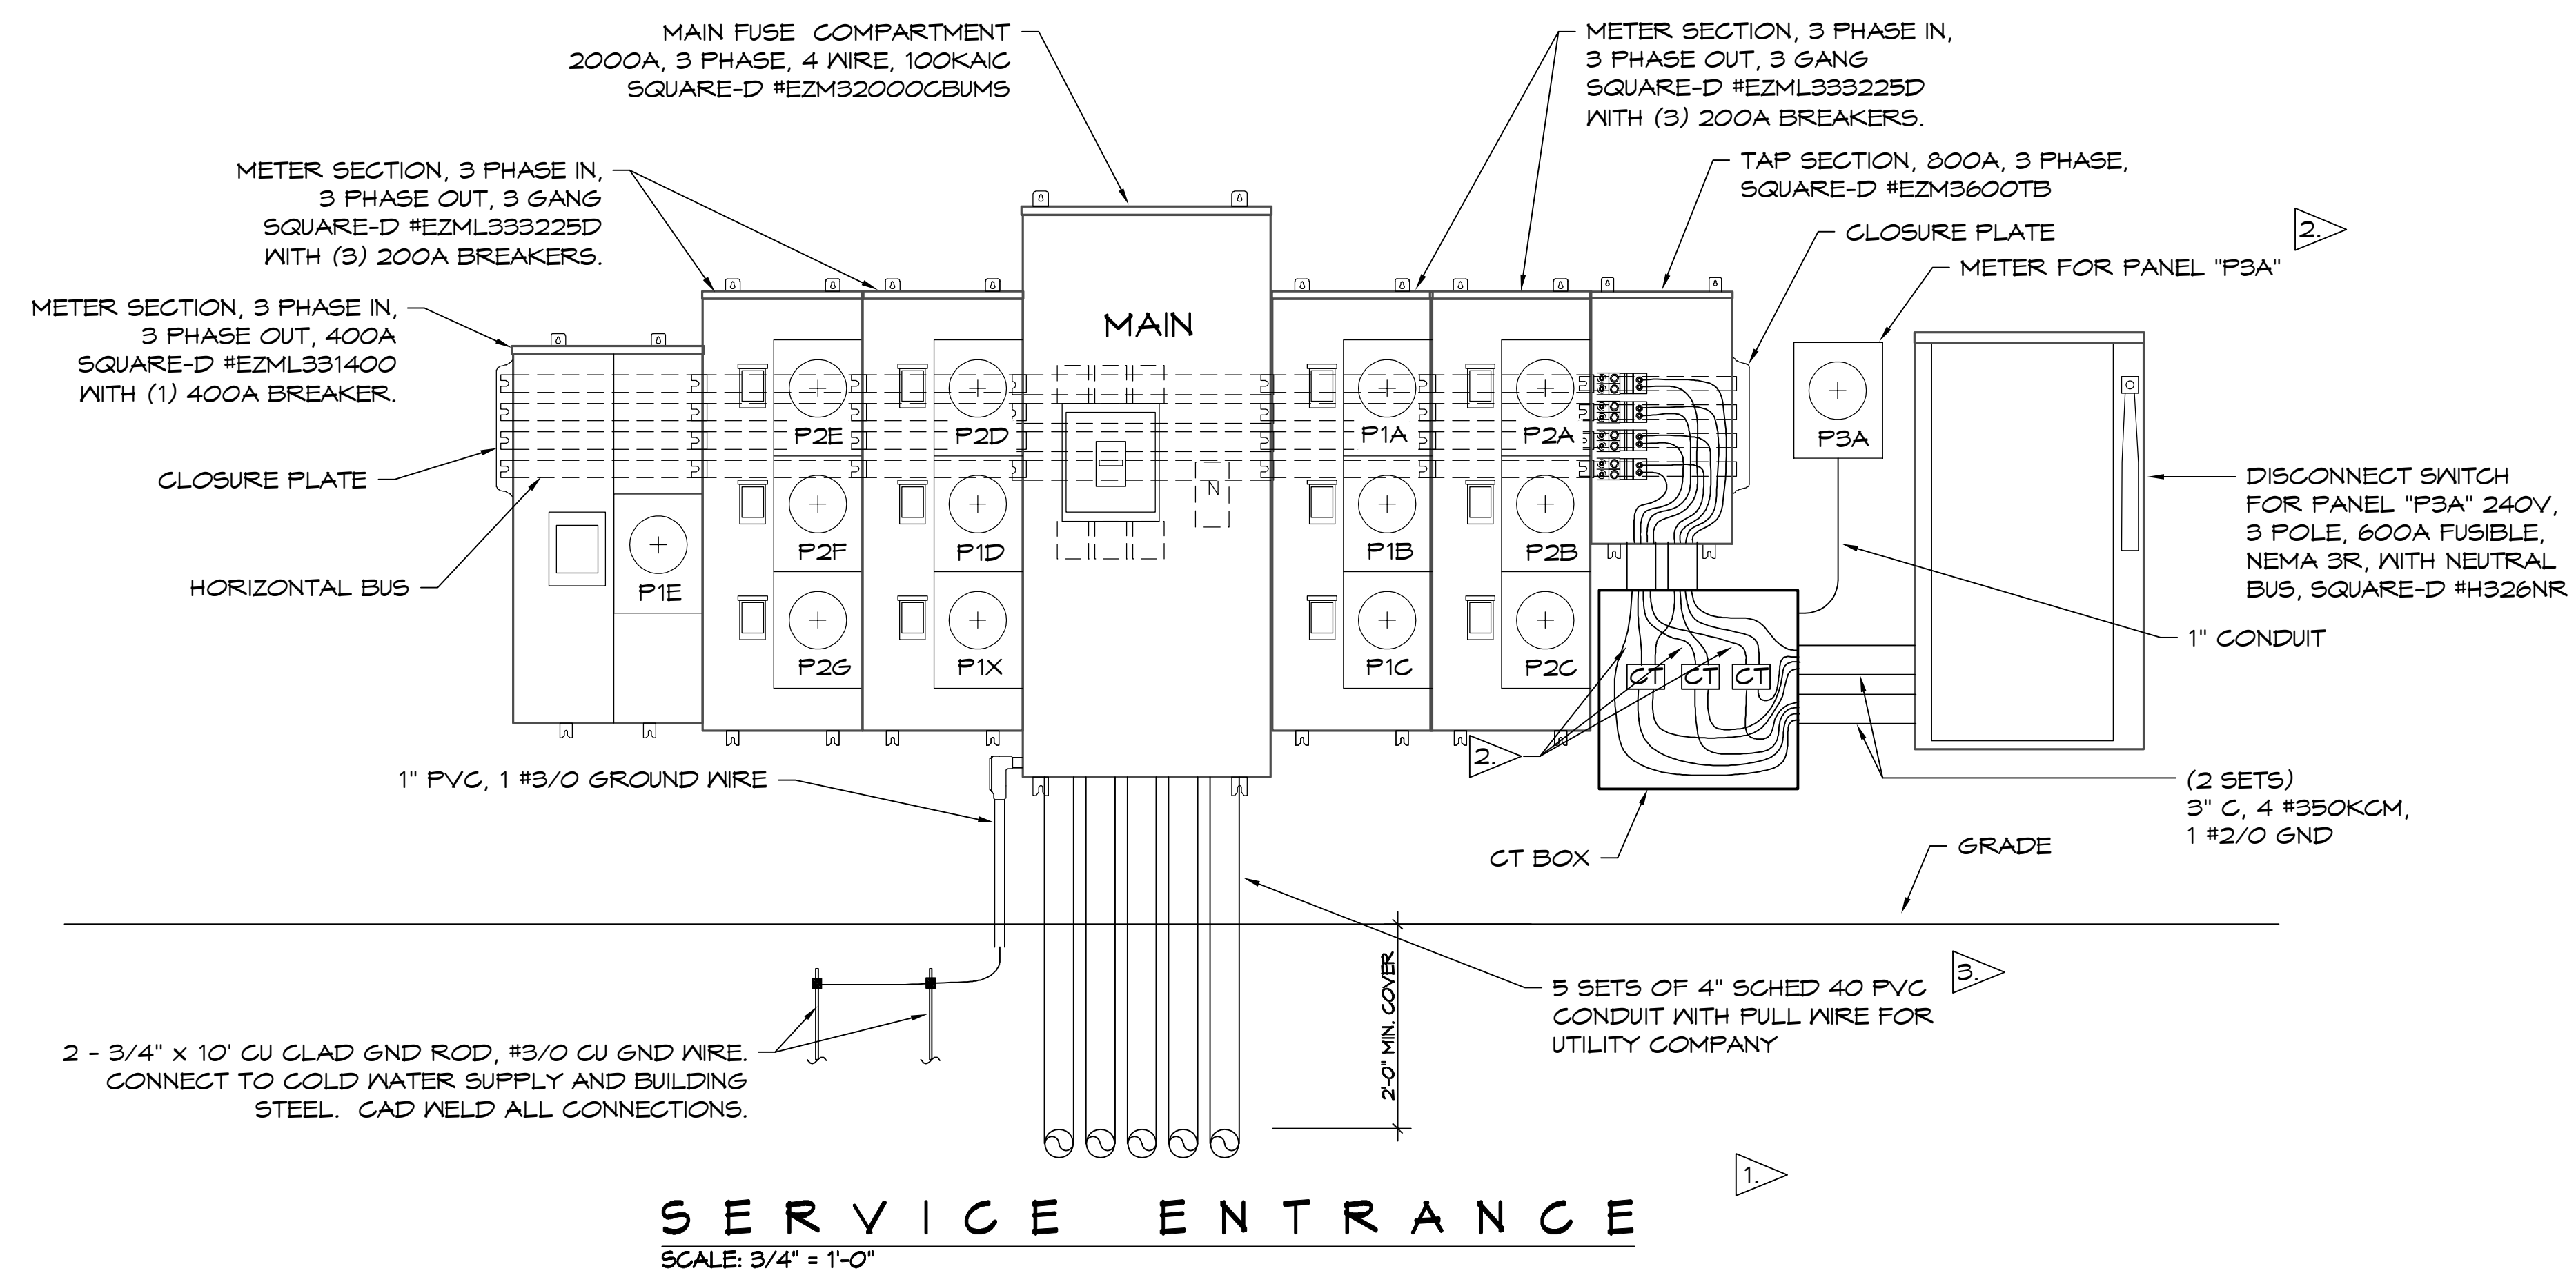 MAIN FUSE COMPARTMENT
2000A, 3 PHASE, 4 WIRE, 100KAIC
SQUARE-D #EZM32000CBUMS
METER SECTION, 3 PHASE IN,
3 PHASE OUT, 3 GANG
SQUARE-D #EZML333225D
WITH (3) 200A BREAKERS.
METER SECTION, 3 PHASE IN,
3 PHASE OUT, 3 GANG
SQUARE-D #EZML333225D
WITH (3) 200A BREAKERS.
TAP SECTION, 800A, 3 PHASE,
SQUARE-D #EZM3600TB
CLOSURE PLATE
2.
METER FOR PANEL "P3A"
METER SECTION, 3 PHASE IN,
3 PHASE OUT, 400A
SQUARE-D #EZML331400
WITH (1) 400A BREAKER.
MAIN
P2E
P2D
P1A
P2A
P3A
CLOSURE PLATE
N
DISCONNECT SWITCH
FOR PANEL "P3A" 240V,
3 POLE, 600A FUSIBLE,
NEMA 3R, WITH NEUTRAL
BUS, SQUARE-D #H326NR
P2F
P1D
P1B
P2B
HORIZONTAL BUS
P1E
1" CONDUIT
P2G
P1X
P1C
P2C
CT
CT
CT
2.
1" PVC, 1 #3/0 GROUND WIRE
(2 SETS)
3" C, 4 #350KCM,
1 #2/0 GND
CT BOX
GRADE
2'-0" MIN. COVER
3.
5 SETS OF 4" SCHED 40 PVC
CONDUIT WITH PULL WIRE FOR
UTILITY COMPANY
2 - 3/4" x 10' CU CLAD GND ROD, #3/0 CU GND WIRE.
CONNECT TO COLD WATER SUPPLY AND BUILDING
STEEL. CAD WELD ALL CONNECTIONS.
1.
SERVICE ENTRANCE
SCALE: 3/4" = 1'-0"